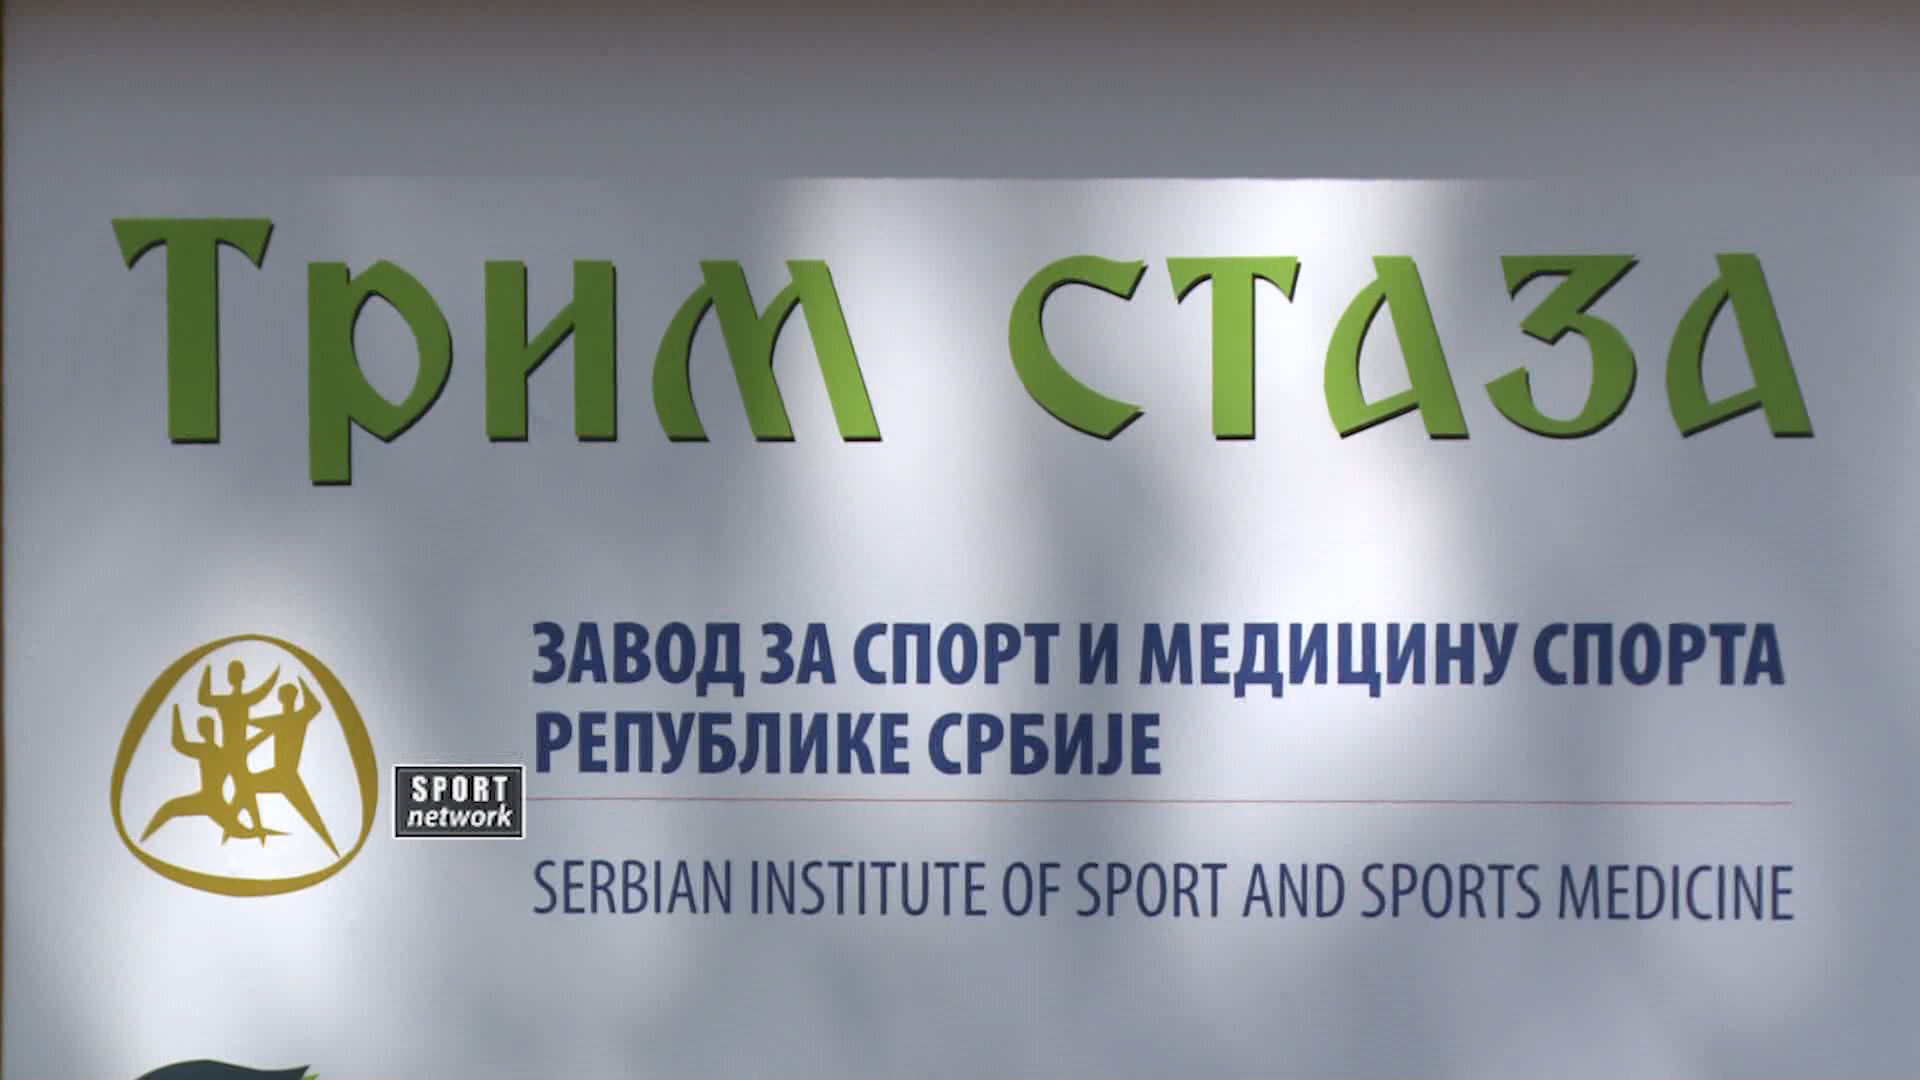 Трим стаза
ЗАВОД ЗА СПОРТ И МЕДИЦИНУ СПОРТА
РЕПУБЛИКЕ СРБИЈЕ
SPORT
network
SERBIAN INSTITUTE OF SPORT AND SPORTS MEDICINE